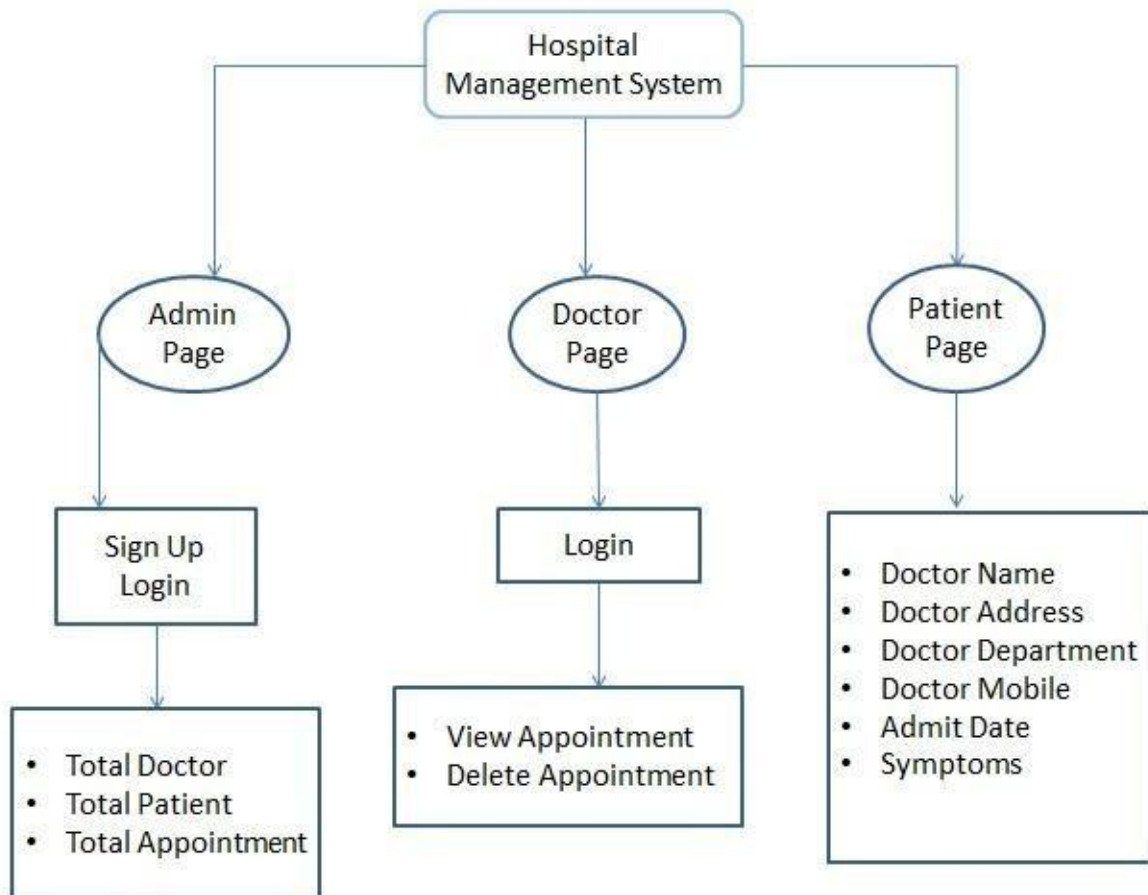 Hospital
Management System
Admin
Page
Doctor
Page
Patient
Page
Sign Up
Login
Login
• Doctor Name
• Doctor Address
• Doctor Department
• Doctor Mobile
• Admit Date
• Symptoms
• Total Doctor
• Total Patient
• Total Appointment
• View Appointment
• Delete Appointment